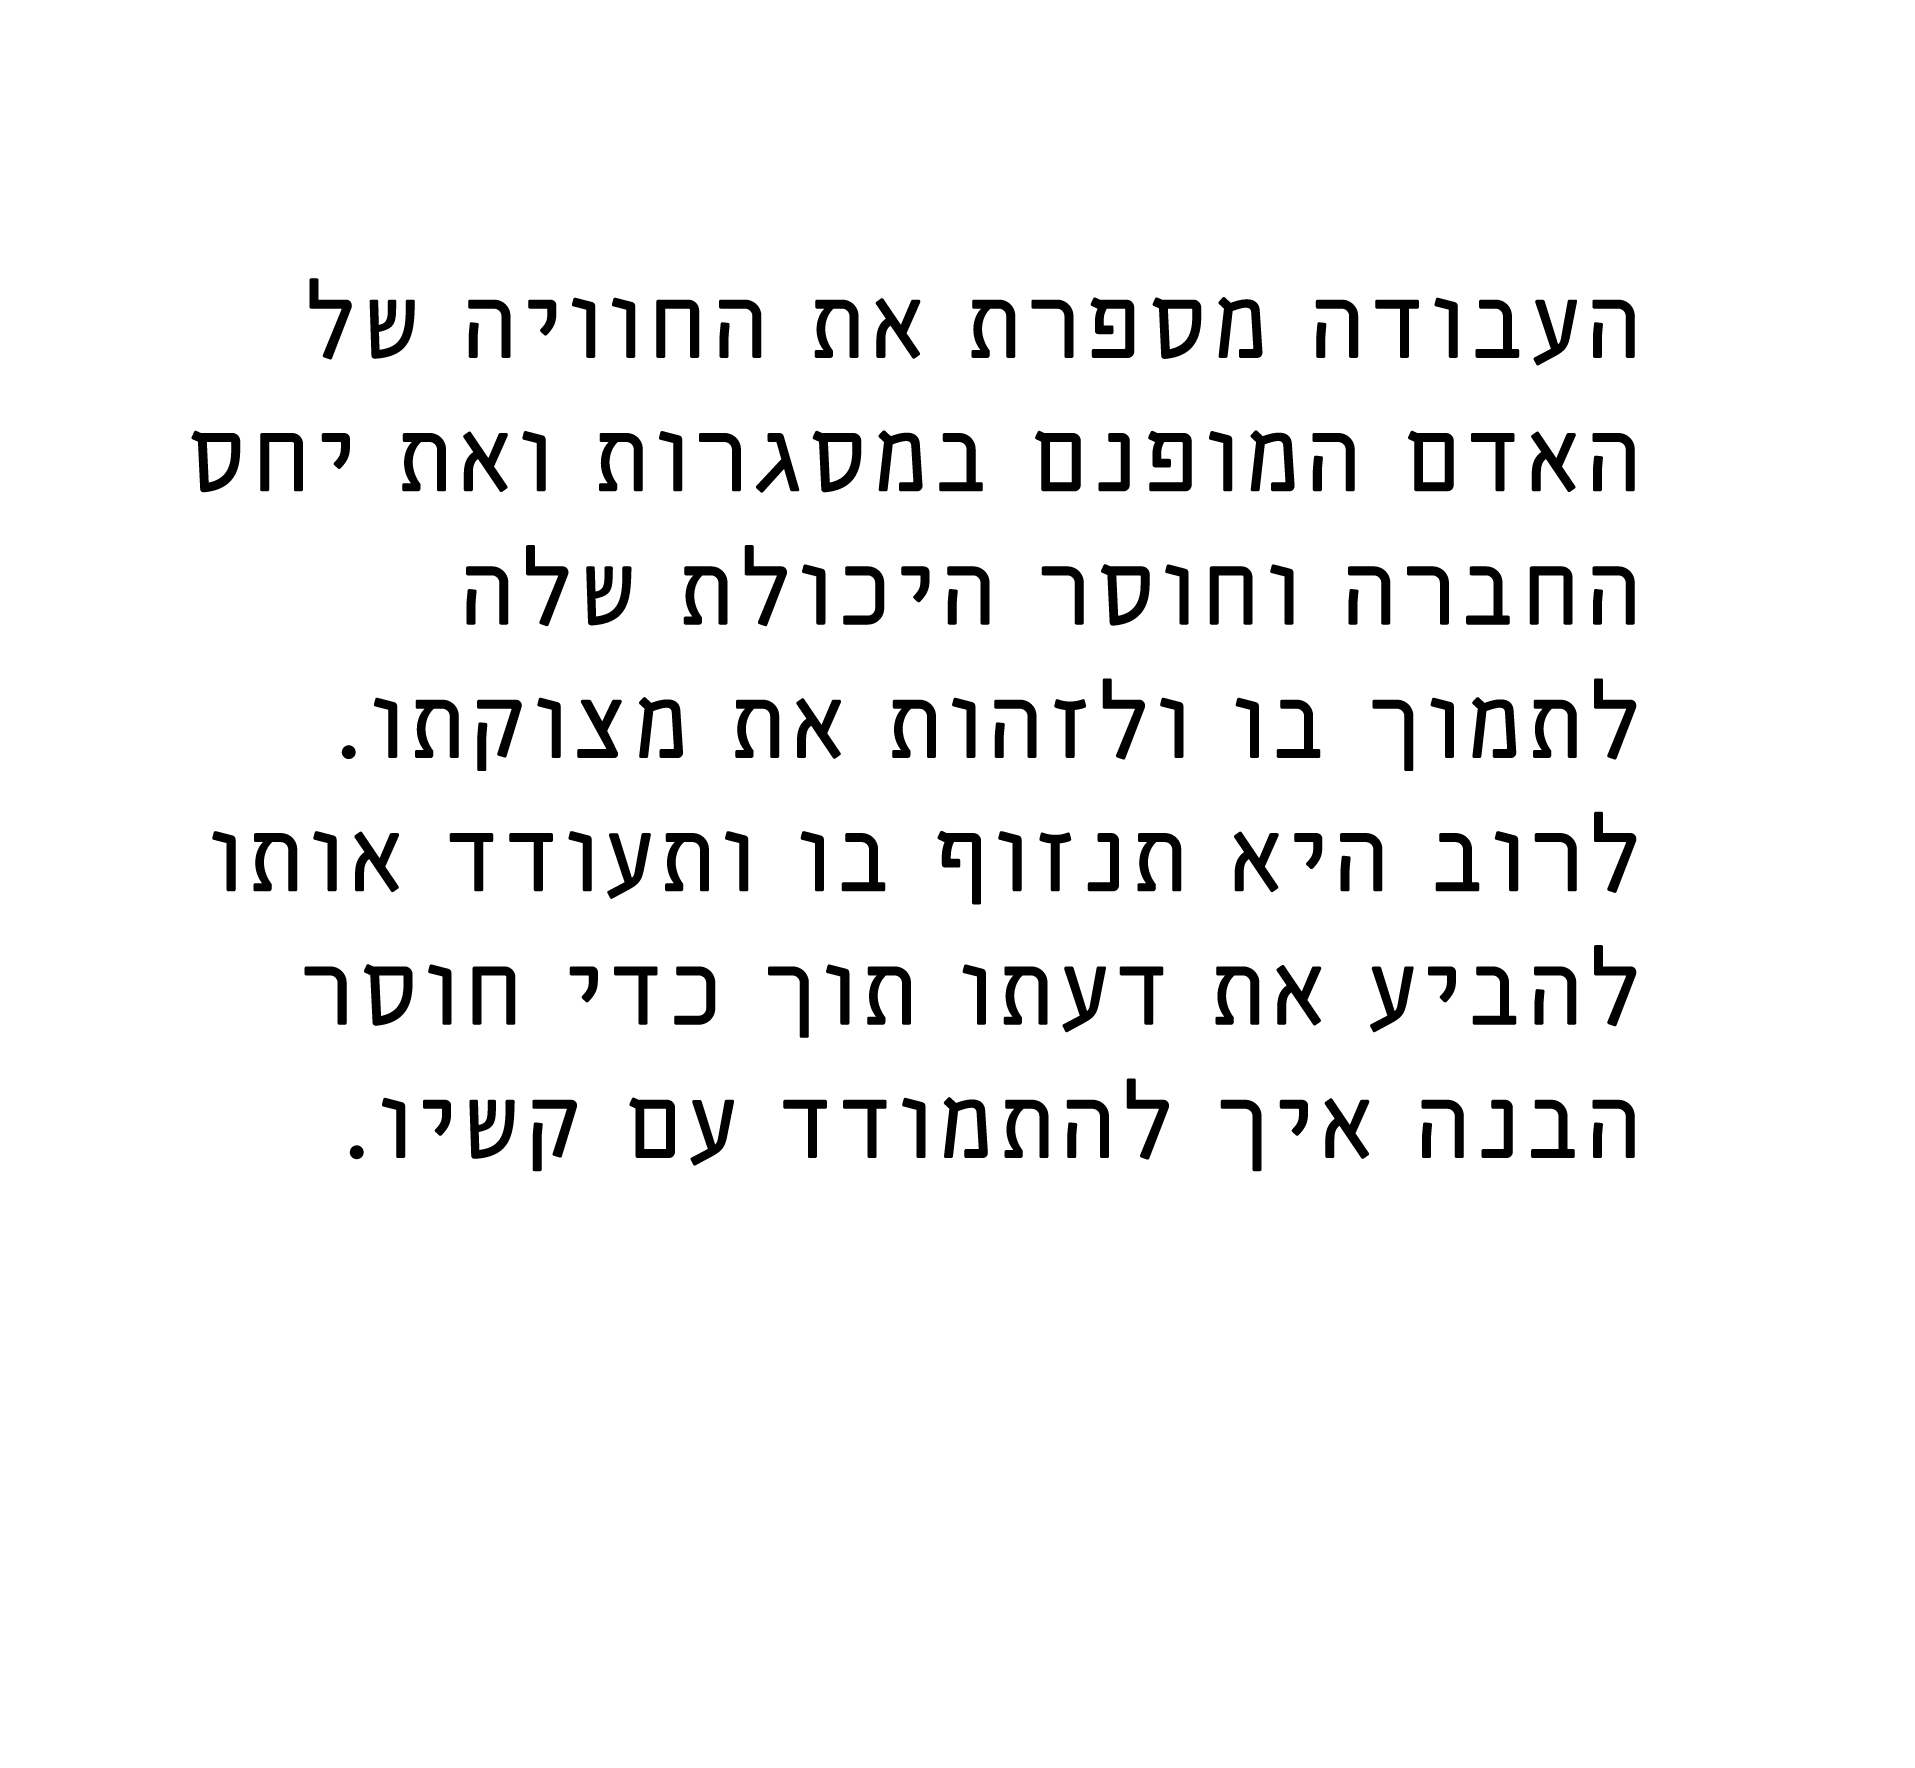 העבודה מספרת את החוויה של
האדם המופנם במסגרות ואת יחס
החברה וחוסר היכולת שלה
לתמוך בו ולזהות את מצוקתו.
לרוב היא תנזוף בו ותעודד אותו
להביע את דעתו תוך כדי חוסר
הבנה איך להתמודד עם קשיו.